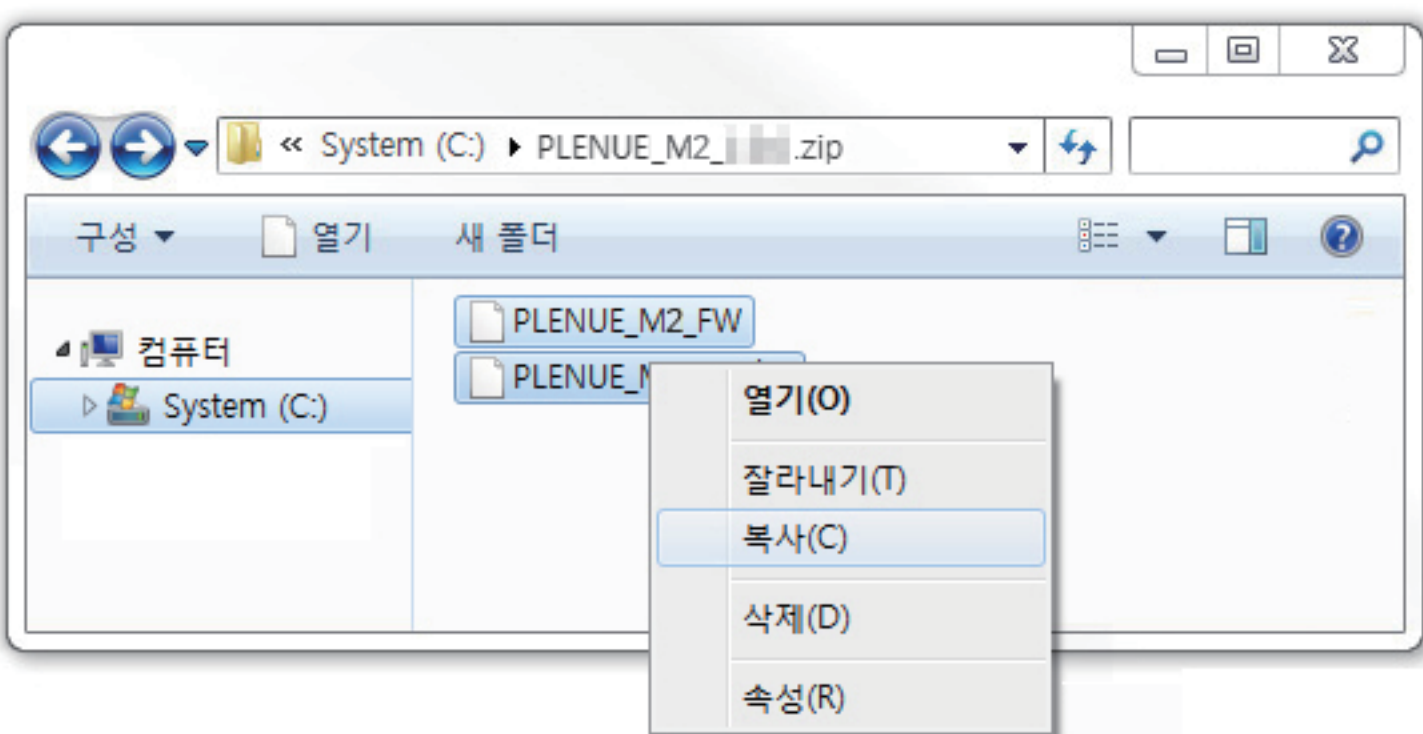 « System (C:) ▸ PLENUE_M2_ .zip
구성 열기 새 폴더
컴퓨터
System (C:)
PLENUE_M2_FW
열기(O)
잘라내기(T)
복사(C)
삭제(D)
속성(R)